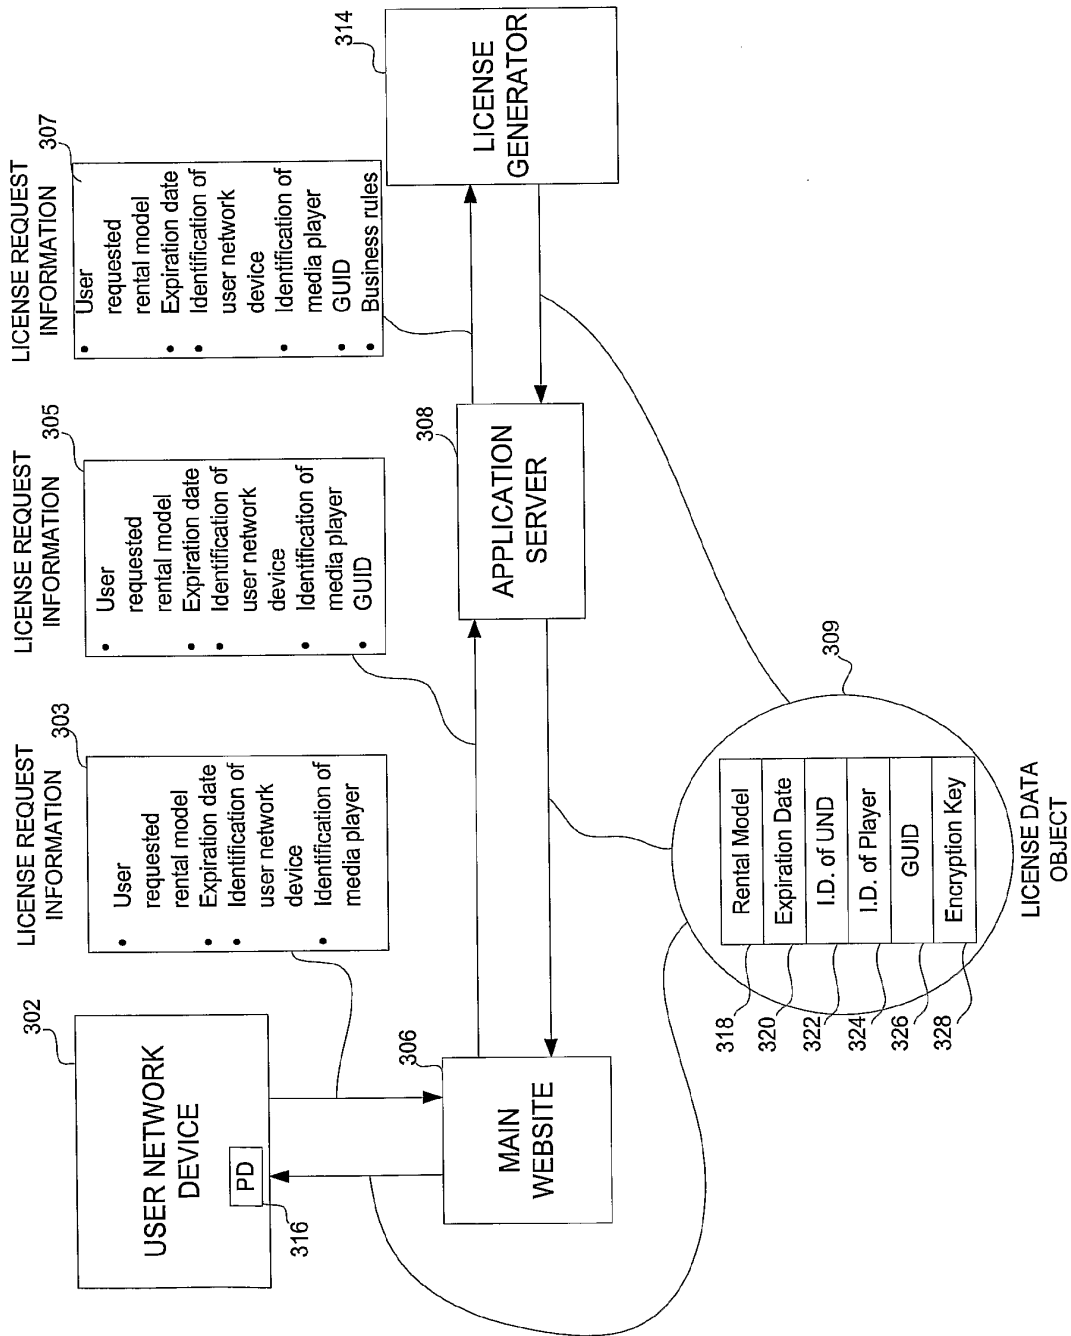 LICENSE REQUEST
INFORMATION
303
• User
requested
rental model
• Expiration date
• Identification of
user network
device
• Identification of
media player
LICENSE REQUEST
INFORMATION
305
• User
requested
rental model
• Expiration date
• Identification of
user network
device
• Identification of
media player
• GUID
LICENSE REQUEST
INFORMATION
307
• User
requested
rental model
• Expiration date
• Identification of
user network
device
• Identification of
media player
• GUID
• Business rules
302
USER NETWORK
DEVICE
PD
316
306
MAIN
WEBSITE
308
APPLICATION
SERVER
314
LICENSE
GENERATOR
309
318
Rental Model
320
Expiration Date
322
I.D. of UND
324
I.D. of Player
326
GUID
328
Encryption Key
LICENSE DATA
OBJECT